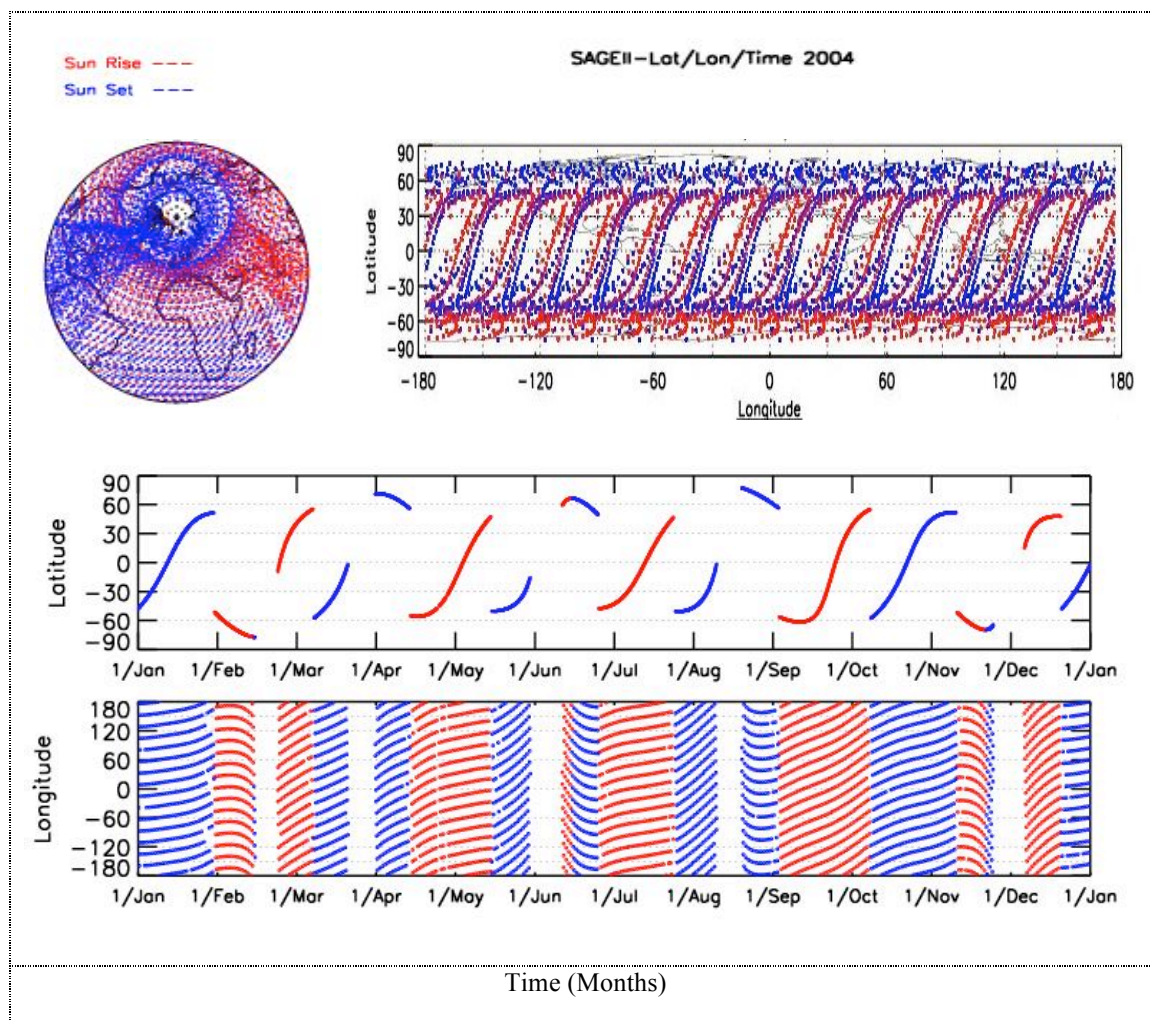 Sun Rise ---
Sun Set ---
SAGEII-Lat/Lon/Time 2004
90
60
30
0
-30
-60
-90
Latitude
-180 -120 -60 0 60 120 180
Longitude
90
60
30
0
-30
-60
-90
Latitude
1/Jan 1/Feb 1/Mar 1/Apr 1/May 1/Jun 1/Jul 1/Aug 1/Sep 1/Oct 1/Nov 1/Dec 1/Jan
180
120
60
0
-60
-120
-180
Longitude
1/Jan 1/Feb 1/Mar 1/Apr 1/May 1/Jun 1/Jul 1/Aug 1/Sep 1/Oct 1/Nov 1/Dec 1/Jan
Time (Months)